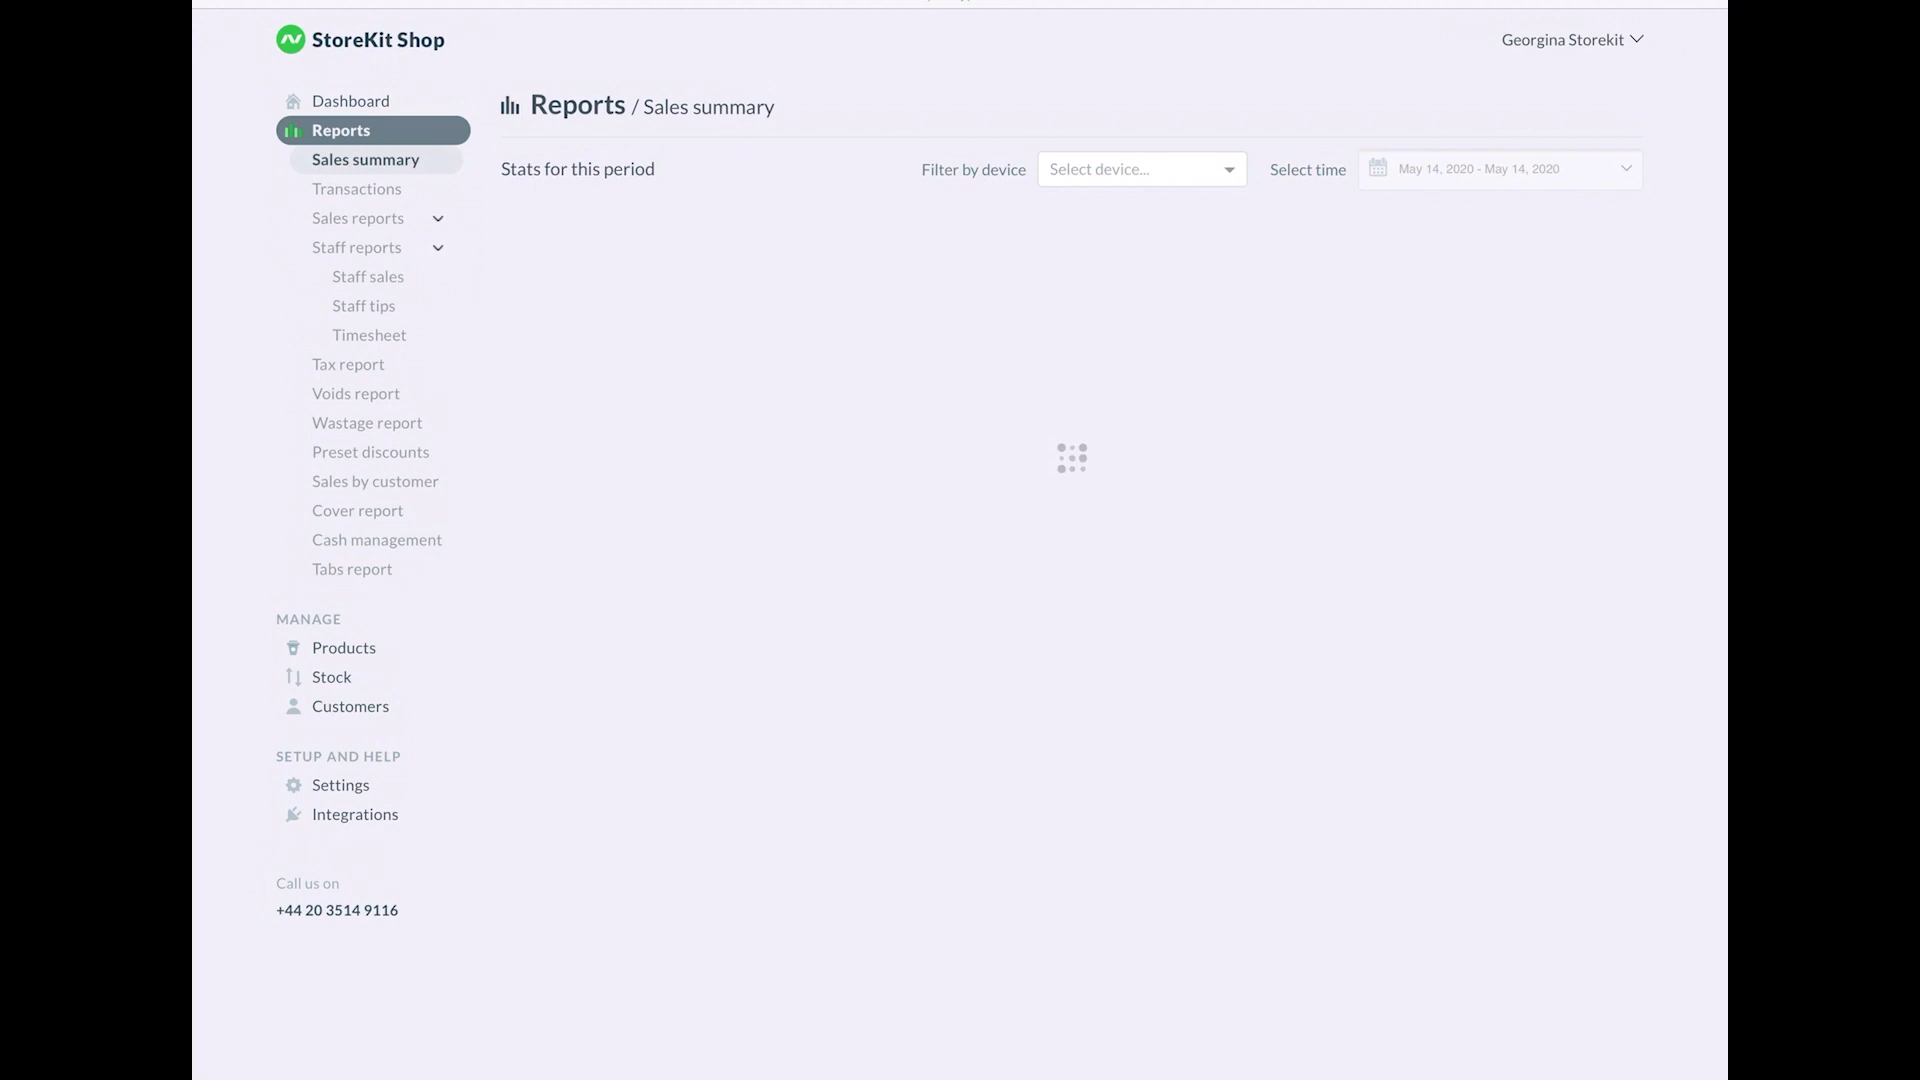 StoreKit Shop
Georgina Storekit
Dashboard
Reports
Sales summary
Transactions
Sales reports
Staff reports
Staff sales
Staff tips
Timesheet
Tax report
Voids report
Wastage report
Preset discounts
Sales by customer
Cover report
Cash management
Tabs report
MANAGE
Products
Stock
Customers
SETUP AND HELP
Settings
Integrations
Call us on
+44 20 3514 9116
Reports / Sales summary
Stats for this period
Filter by device
Select device...
Select time
May 14, 2020 - May 14, 2020